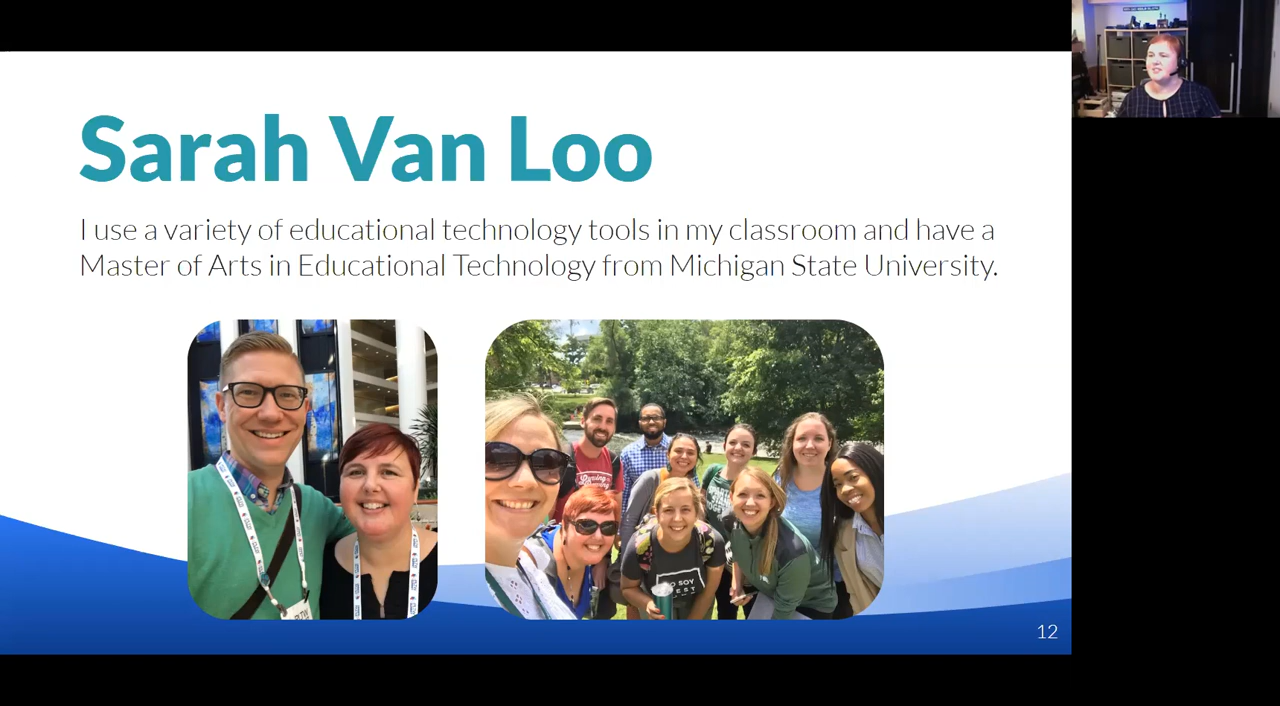 Sarah Van Loo
I use a variety of educational technology tools in my classroom and have a
Master of Arts in Educational Technology from Michigan State University.
12